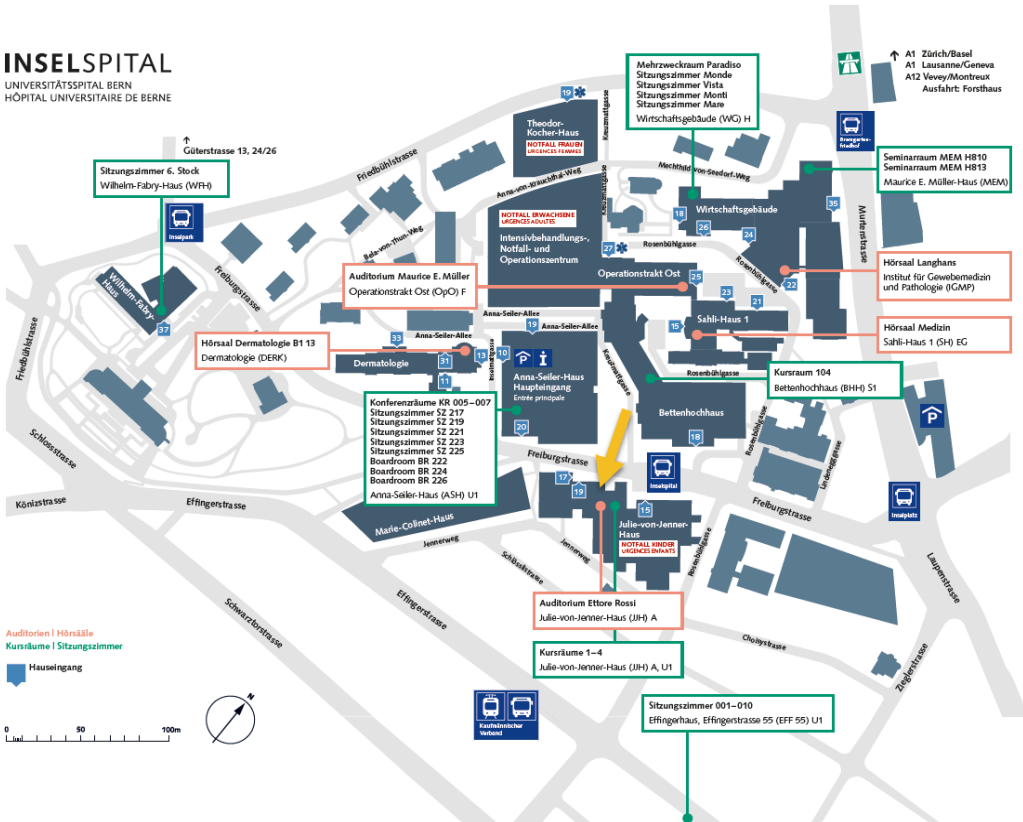 INSELSPITAL
UNIVERSITÄTSSPITAL BERN
HÔPITAL UNIVERSITAIRE DE BERNE
A1 Zürich/Basel
A1 Lausanne/Geneva
A12 Vevey/Montreux
Ausfahrt: Forsthaus
Mehrzweckraum Paradiso
Sitzungszimmer Monde
Sitzungszimmer Vista
Sitzungszimmer Monti
Sitzungszimmer Mare
Wirtschaftsgebäude (WG) H
19
Theodor-
Kocher-Haus
NOTFALL FRAUEN
URGENCES FEMMES
Kreuzmattgasse
Baumgarten-
friedhof
Güterstrasse 13, 24/26
Sitzungszimmer 6. Stock
Wilhelm-Fabry-Haus (WFH)
Friedbühlstrasse
Anna-von-Krauchthal-Weg
Mechthild-von-Seedorf-Weg
Seminarraum MEM H810
Seminarraum MEM H813
Maurice E. Müller-Haus (MEM)
Inselpark
NOTFALL ERWACHSENE
URGENCES ADULTES
Intensivbehandlungs-,
Notfall- und
Operationszentrum
Kreuzmattgasse
18
Wirtschaftsgebäude
26
24
35
Murtenstrasse
27
Rosenbühlgasse
Rosenbühlgasse
Bela-von-Thun-Weg
Freiburgstrasse
Wilhelm-Fabry-
Haus
37
Friedbühlstrasse
Auditorium Maurice E. Müller
Operationstrakt Ost (OpO) F
Operationstrakt Ost
25
23
21
22
Hörsaal Langhans
Institut für Gewebemedizin
und Pathologie (IGMP)
Anna-Seiler-Allee
19
Anna-Seiler-Allee
Anna-Seiler-Allee
15
Sahli-Haus 1
Hörsaal Medizin
Sahli-Haus 1 (SH) EG
Hörsaal Dermatologie B1 13
Dermatologie (DERK)
33
Dermatologie
31
13
11
10
Inselmattgasse
P
i
Anna-Seiler-Haus
Haupteingang
Entrée principale
20
Kreuzmattgasse
Rosenbühlgasse
Kursraum 104
Bettenhochhaus (BHH) S1
Bettenhochhaus
18
Rosenbühlgasse
Lindenegggasse
P
Konferenzräume KR 005–007
Sitzungszimmer SZ 217
Sitzungszimmer SZ 219
Sitzungszimmer SZ 221
Sitzungszimmer SZ 223
Sitzungszimmer SZ 225
Boardroom BR 222
Boardroom BR 224
Boardroom BR 226
Anna-Seiler-Haus (ASH) U1
Schlossstrasse
Könizstrasse
Effingerstrasse
Freiburgstrasse
Inselspital
Inselplatz
Freiburgstrasse
17
19
15
Julie-von-Jenner-
Haus
NOTFALL KINDER
URGENCES ENFANTS
Marie-Colinet-Haus
Jennerweg
Jennerweg
Schlösslistrasse
Rosenbühlgasse
Laupenstrasse
Schwarztorstrasse
Effingerstrasse
Auditorium Ettore Rossi
Julie-von-Jenner-Haus (JJH) A
Kursräume 1–4
Julie-von-Jenner-Haus (JJH) A, U1
Choisystrasse
Zieglerstrasse
Auditorien | Hörsääle
Kursräume | Sitzungszimmer
Hauseingang
N
0
50
100m
Kaufmännischer
Verband
Sitzungszimmer 001–010
Effingerhaus, Effingerstrasse 55 (EFF 55) U1